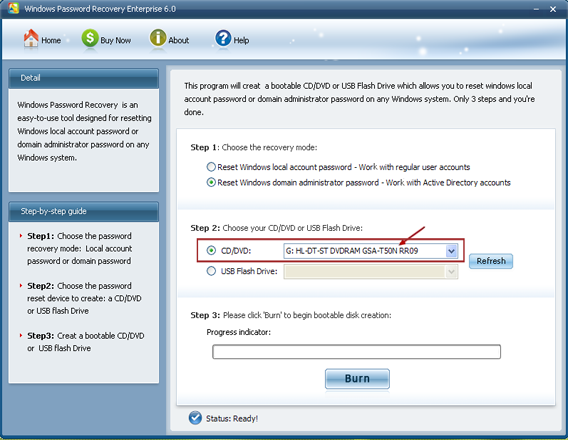 Windows Password Recovery Enterprise 6.0
Home
Buy Now
About
Help
Detail
Windows Password Recovery is an
easy-to-use tool designed for resetting
Windows local account password or
domain administrator password on any
Windows system.
Step-by-step guide
Step1: Choose the password
recovery mode: Local account
password or domain password
Step2: Choose the password
reset device to create: a CD/DVD
or USB flash Drive
Step3: Creat a bootable CD/DVD
or USB flash Drive
This program will creat a bootable CD/DVD or USB Flash Drive which allows you to reset windows local
account password or domain administrator password on any Windows system. Only 3 steps and you're
done.
Step 1: Choose the recovery mode:
Reset Windows local account password - Work with regular user accounts
Reset Windows domain administrator password - Work with Active Directory accounts
Step 2: Choose your CD/DVD or USB Flash Drive:
CD/DVD:
G: HL-DT-ST DVDRAM GSA-T50N RR09
Refresh
USB Flash Drive:
Step 3: Please click 'Burn' to begin bootable disk creation:
Progress indicator:
Burn
Status: Ready!